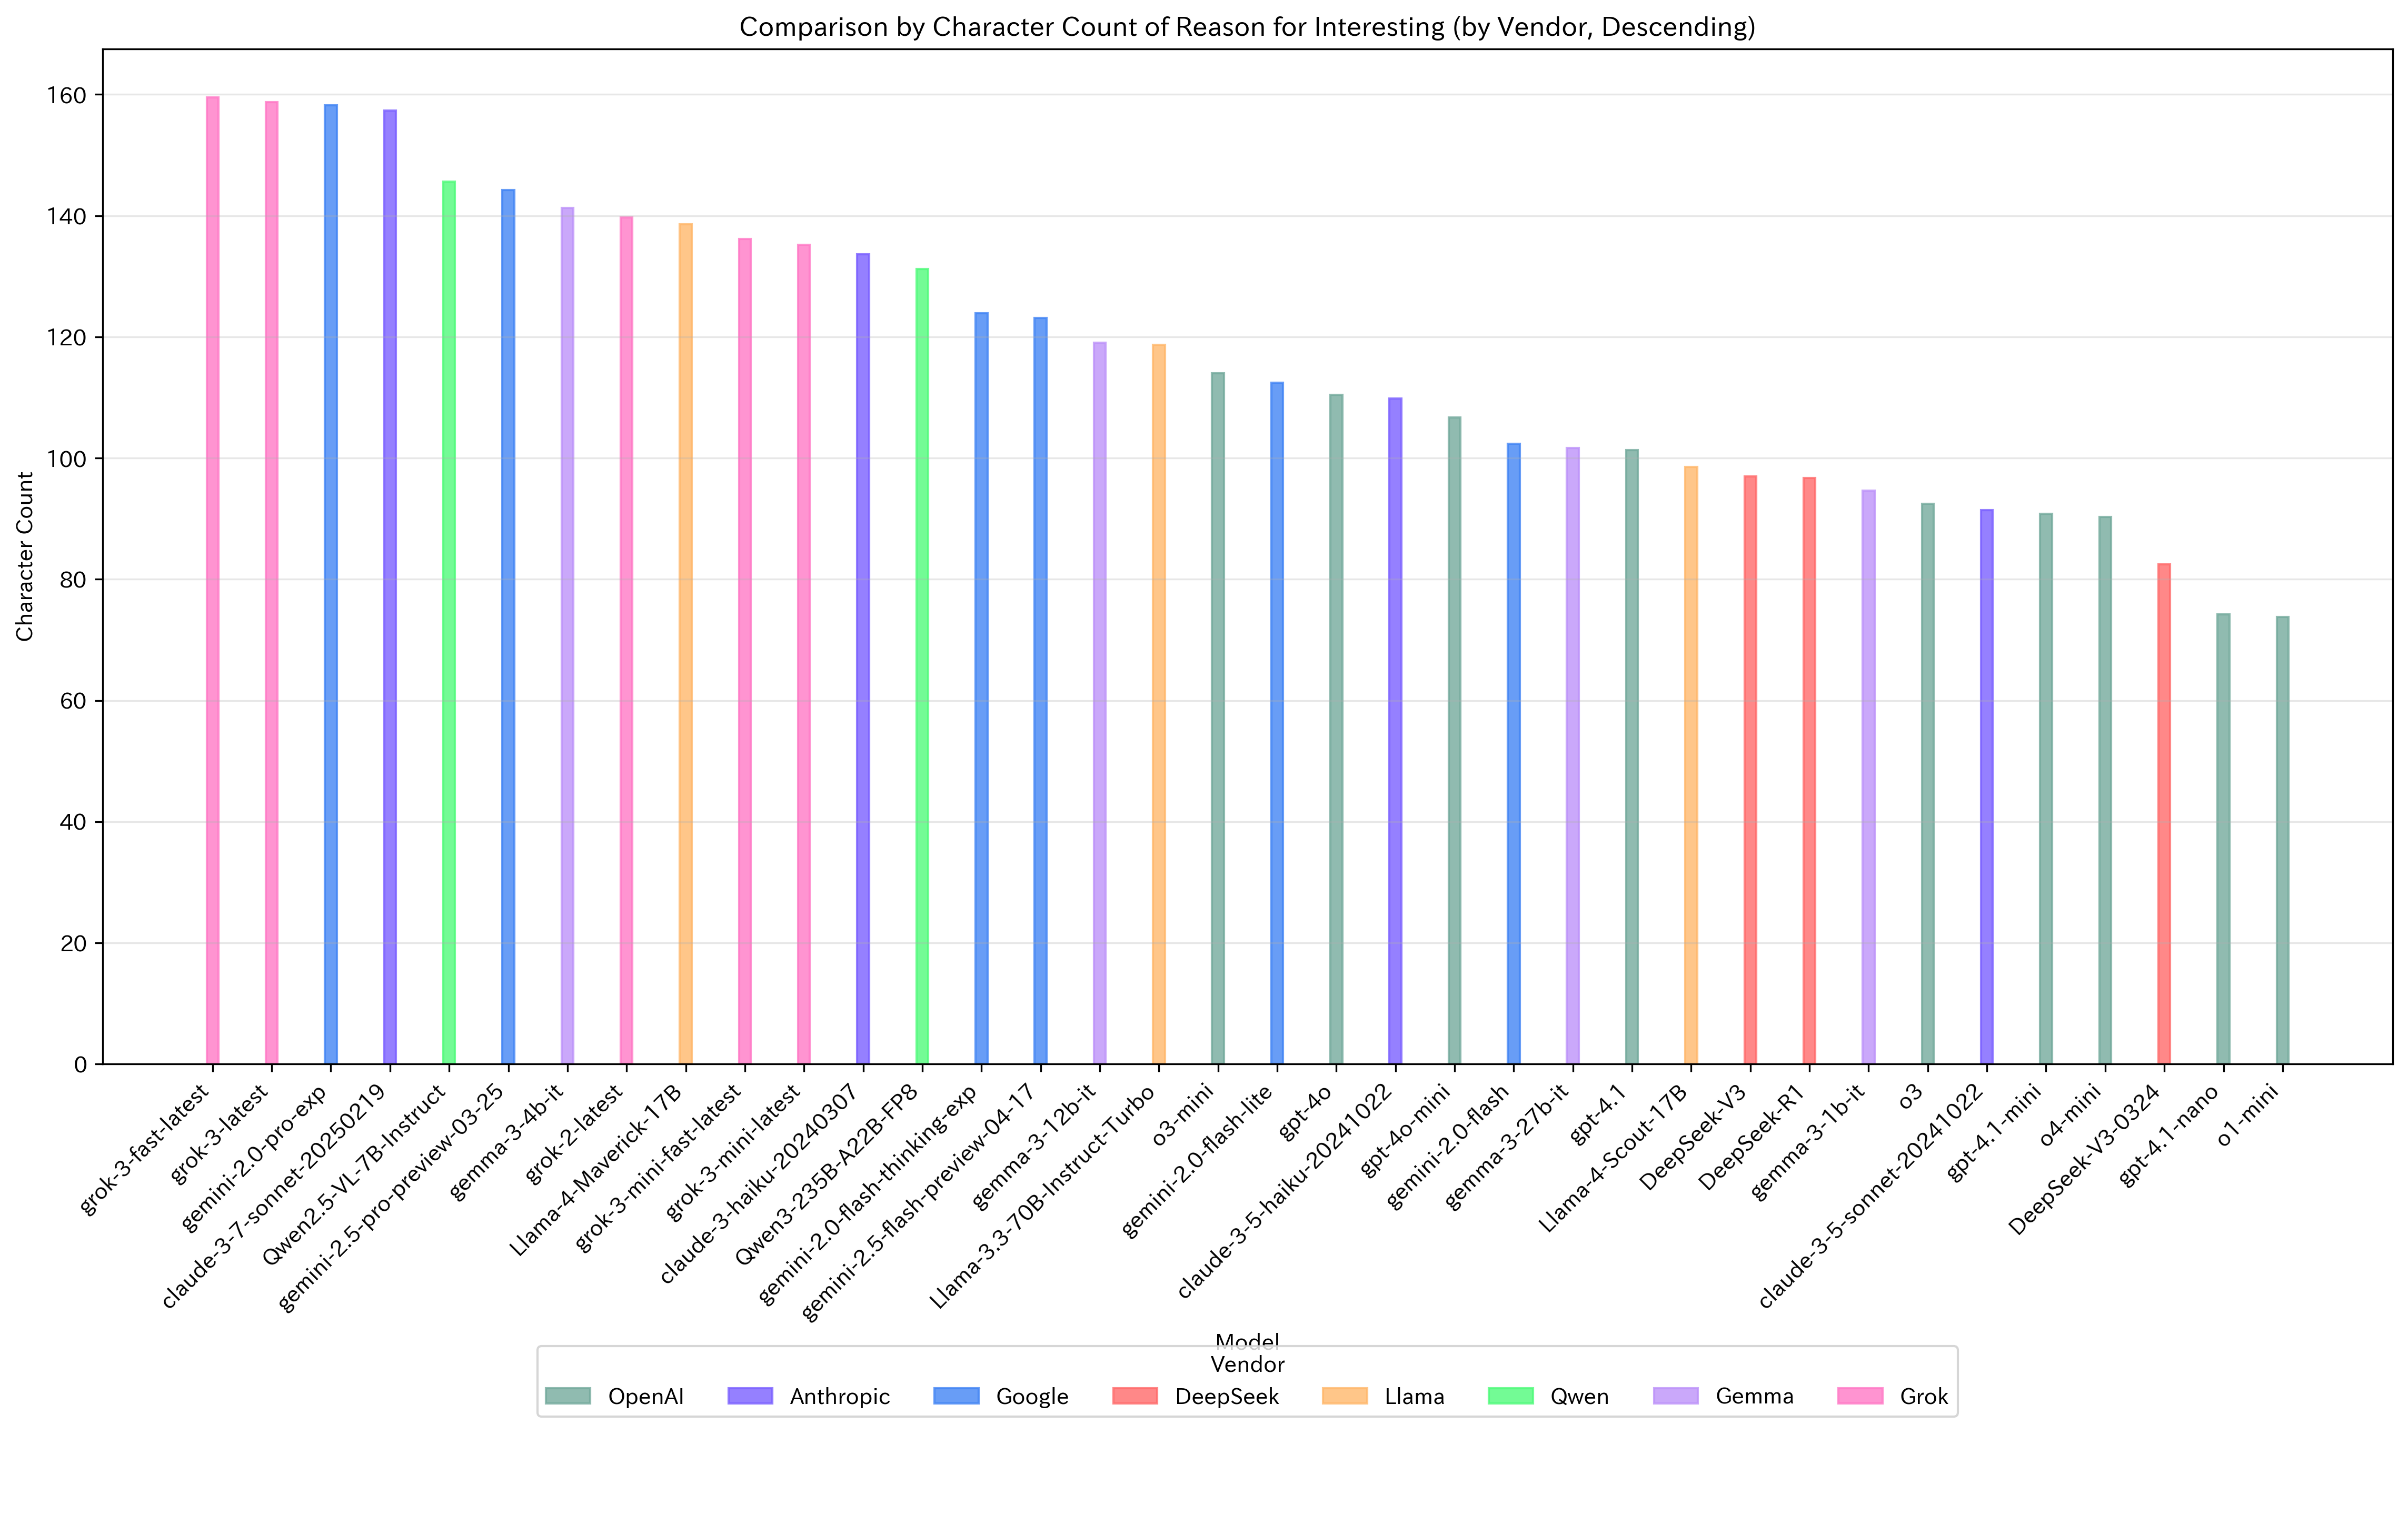 Comparison by Character Count of Reason for Interesting (by Vendor, Descending)
Character Count
160
140
120
100
80
60
40
20
0
grok-3-fast-latest
grok-3-latest
gemini-2.0-pro-exp
claude-3-7-sonnet-20250219
Qwen2.5-VL-7B-Instruct
gemini-2.5-pro-preview-03-25
gemma-3-4b-it
grok-2-latest
Llama-4-Maverick-17B
grok-3-mini-fast-latest
grok-3-mini-latest
claude-3-haiku-20240307
Qwen3-235B-A22B-FP8
gemini-2.0-flash-thinking-exp
gemini-2.5-flash-preview-04-17
gemma-3-12b-it
Llama-3.3-70B-Instruct-Turbo
o3-mini
gemini-2.0-flash-lite
gpt-4o
claude-3-5-haiku-20241022
gpt-4o-mini
gemini-2.0-flash
gemma-3-27b-it
gpt-4.1
Llama-4-Scout-17B
DeepSeek-V3
DeepSeek-R1
gemma-3-1b-it
o3
claude-3-5-sonnet-20241022
gpt-4.1-mini
o4-mini
DeepSeek-V3-0324
gpt-4.1-nano
o1-mini
Model
Vendor
OpenAI Anthropic Google DeepSeek Llama Qwen Gemma Grok